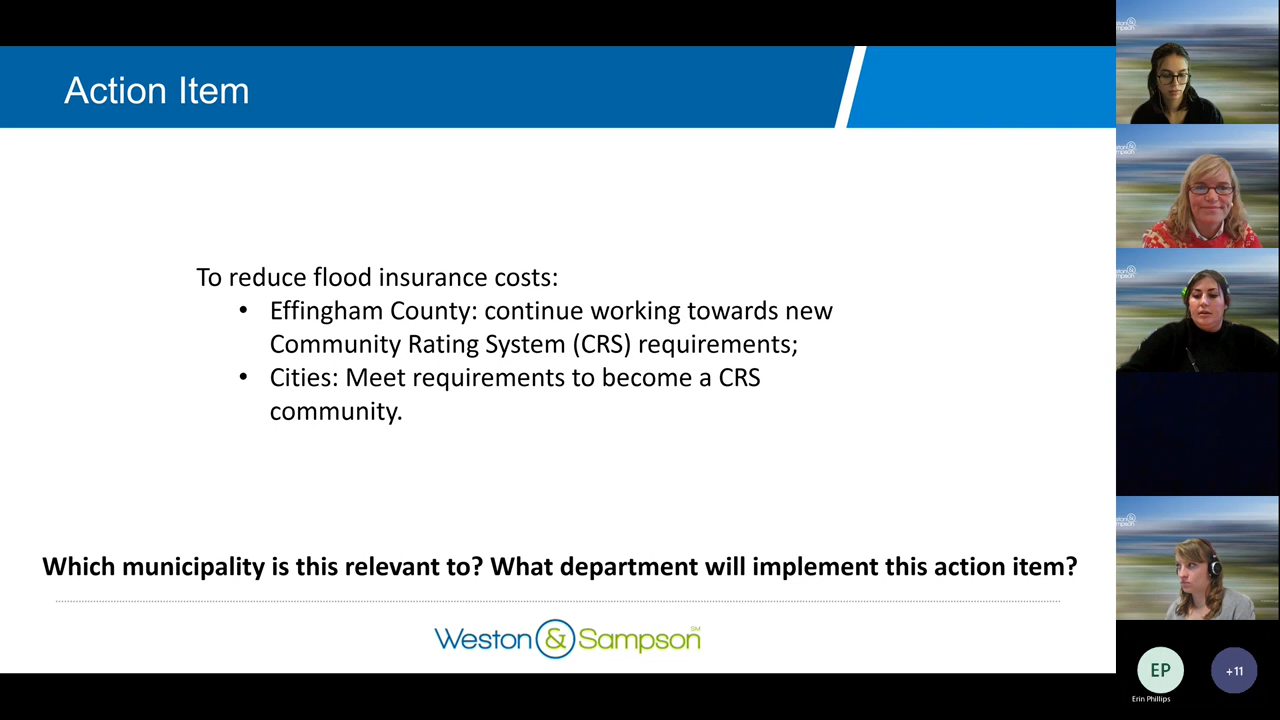 Action Item
To reduce flood insurance costs:
• Effingham County: continue working towards new
Community Rating System (CRS) requirements;
• Cities: Meet requirements to become a CRS
community.
Which municipality is this relevant to? What department will implement this action item?
Weston & Sampson SM
EP
+11
Erin Phillips